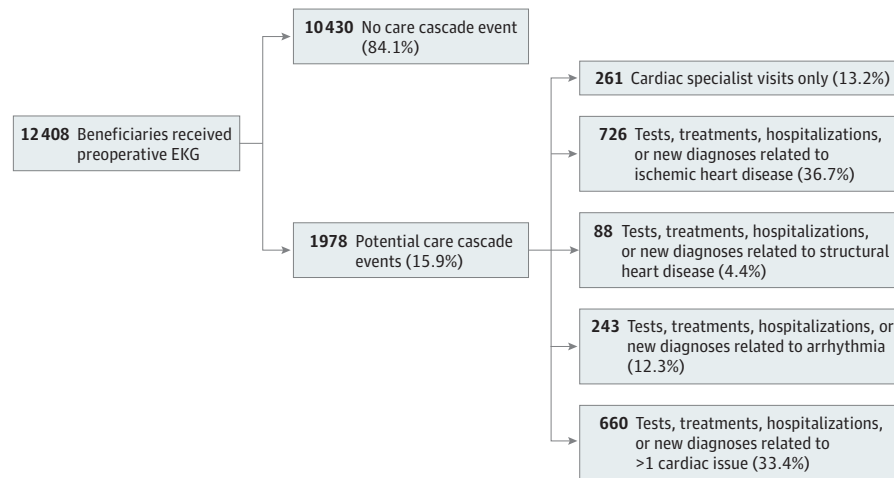 10430 No care cascade event
(84.1%)
12408 Beneficiaries received
preoperative EKG
1978 Potential care cascade
events (15.9%)
261 Cardiac specialist visits only (13.2%)
726 Tests, treatments, hospitalizations,
or new diagnoses related to
ischemic heart disease (36.7%)
88 Tests, treatments, hospitalizations,
or new diagnoses related to structural
heart disease (4.4%)
243 Tests, treatments, hospitalizations, or
new diagnoses related to arrhythmia
(12.3%)
660 Tests, treatments, hospitalizations,
or new diagnoses related to
>1 cardiac issue (33.4%)